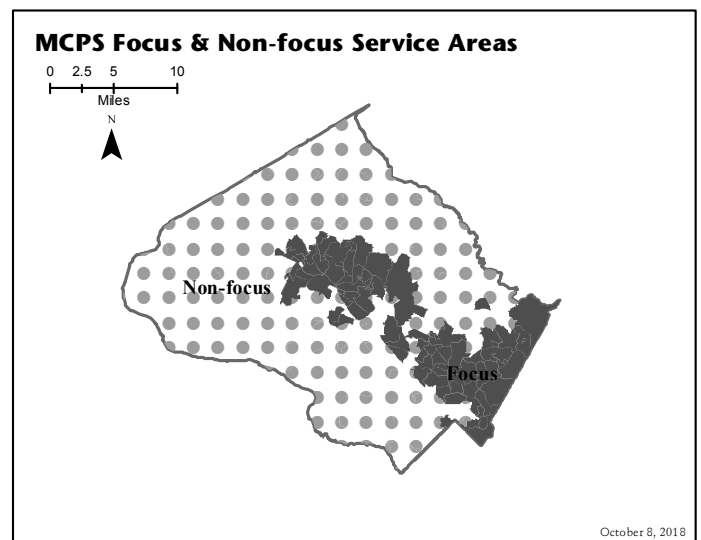 MCPS Focus & Non-focus Service Areas
0 2.5 5 10
Miles
N
Non-focus
Focus
October 8, 2018